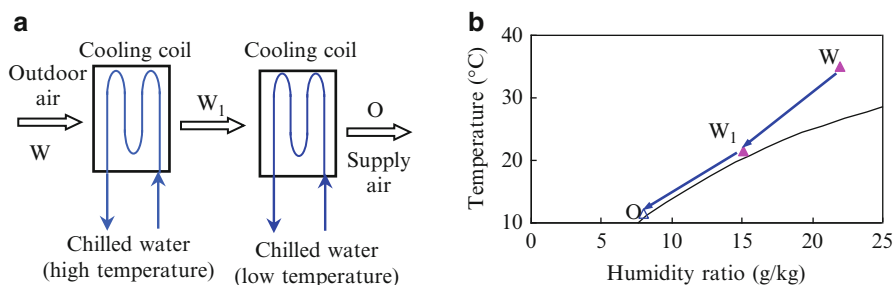 a
Cooling coil
Cooling coil
Outdoor
air
W
W1
O
Supply
air
Chilled water
(high temperature)
Chilled water
(low temperature)
b
Temperature (°C)
40
30
20
10
W
W1
O
0
5
10
15
20
25
Humidity ratio (g/kg)